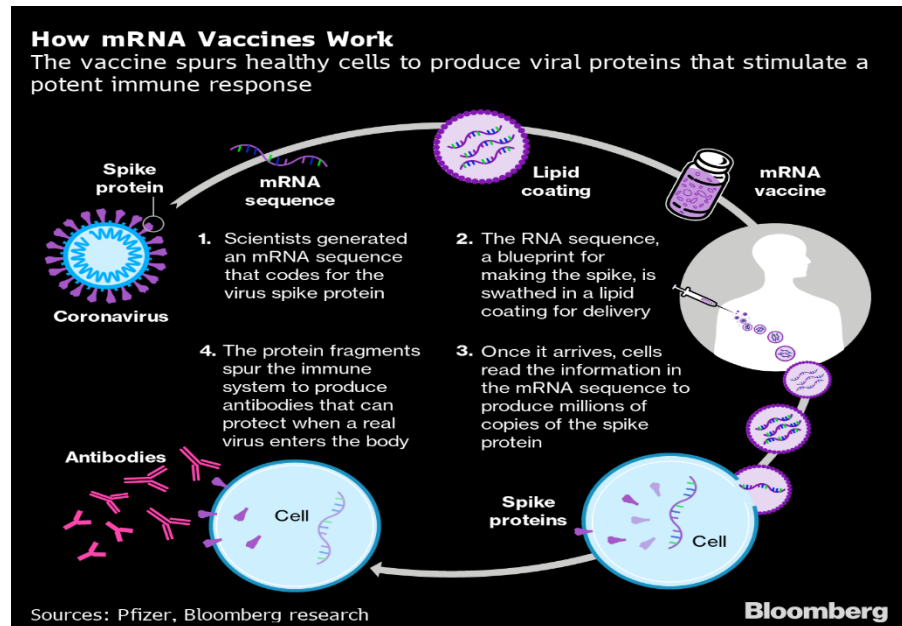 How mRNA Vaccines Work
The vaccine spurs healthy cells to produce viral proteins that stimulate a
potent immune response
Spike
protein
mRNA
sequence
Lipid
coating
mRNA
vaccine
Coronavirus
1. Scientists generated
an mRNA sequence
that codes for the
virus spike protein
2. The RNA sequence,
a blueprint for
making the spike, is
swathed in a lipid
coating for delivery
3. Once it arrives, cells
read the information in
the mRNA sequence to
produce millions of
copies of the spike
protein
4. The protein fragments
spur the immune
system to produce
antibodies that can
protect when a real
virus enters the body
Antibodies
Cell
Spike
proteins
Cell
Sources: Pfizer, Bloomberg research
Bloomberg